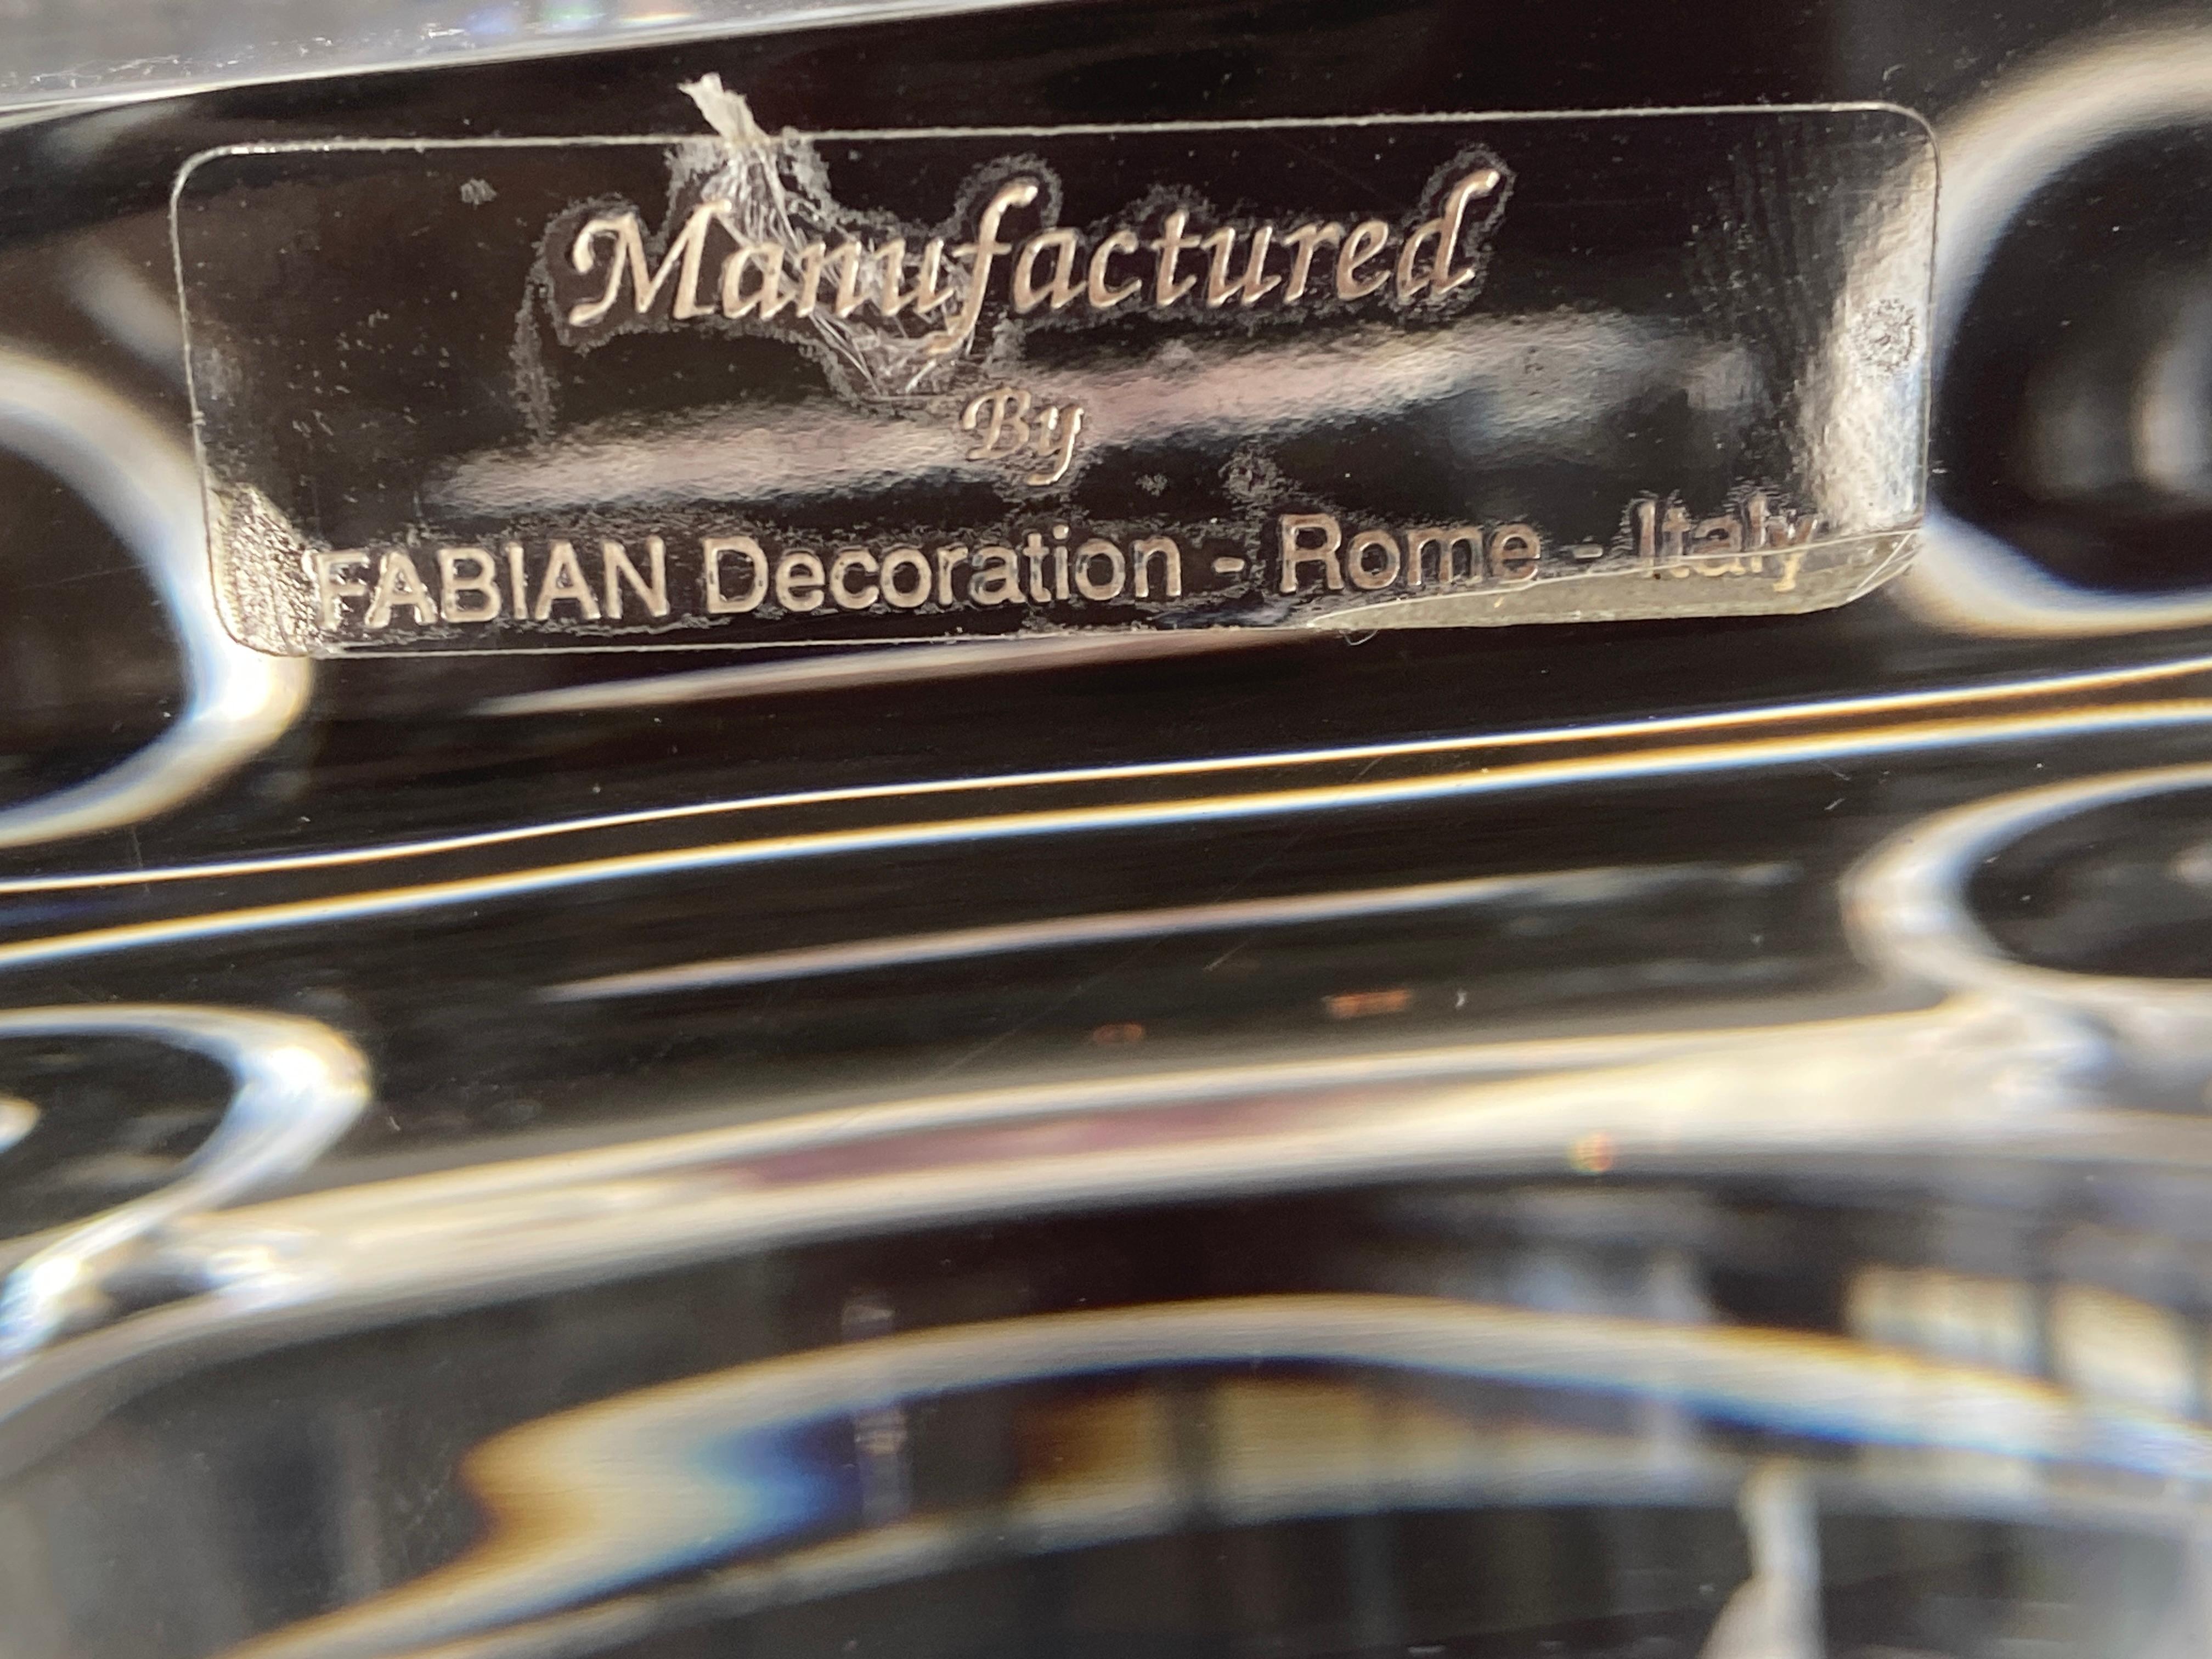 Manufactured
By
FABIAN Decoration - Rome - Italy